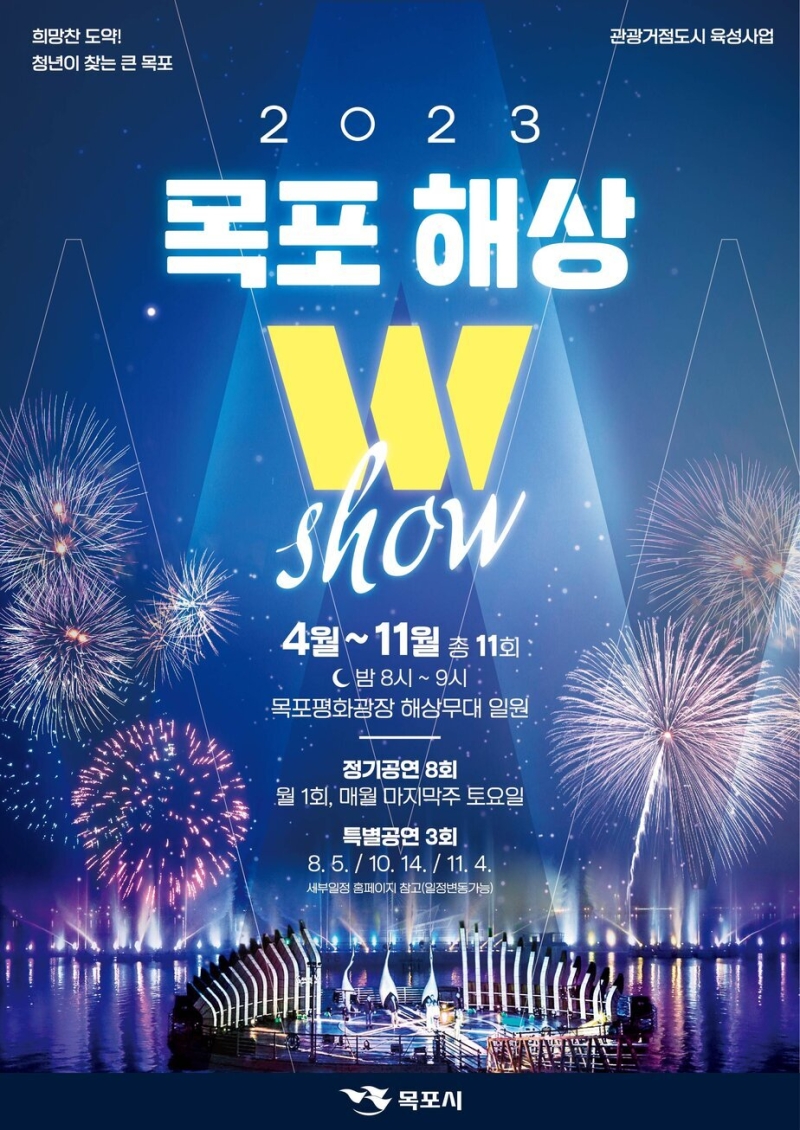 희망찬 도약!
청년이 찾는 큰 목포
관광거점도시 육성사업
2023
목포 해상
W
show
4월~11월 총 11회
밤 8시 ~ 9시
목포평화광장 해상무대 일원
정기공연 8회
월 1회, 매월 마지막주 토요일
특별공연 3회
8. 5. / 10. 14. / 11. 4.
세부일정 홈페이지 참고(일정변동가능)
목포시